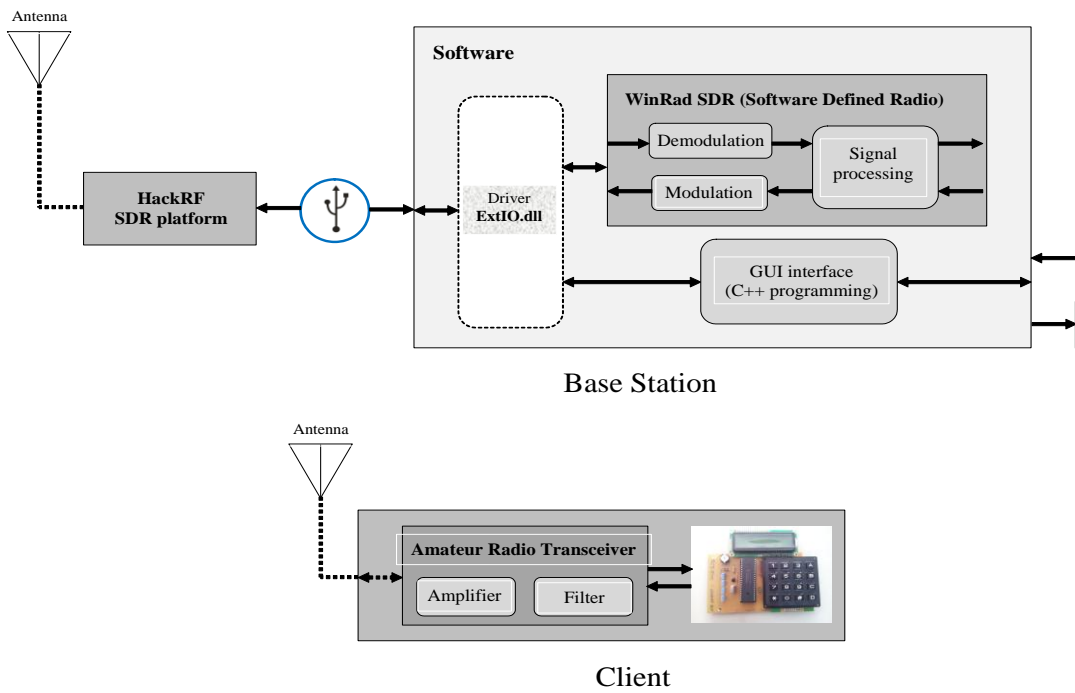 Antenna
Software
WinRad SDR (Software Defined Radio)
Demodulation
Signal
processing
Modulation
HackRF
SDR platform
Driver
ExtIO.dll
GUI interface
(C++ programming)
Base Station
Antenna
Amateur Radio Transceiver
Amplifier
Filter
Client